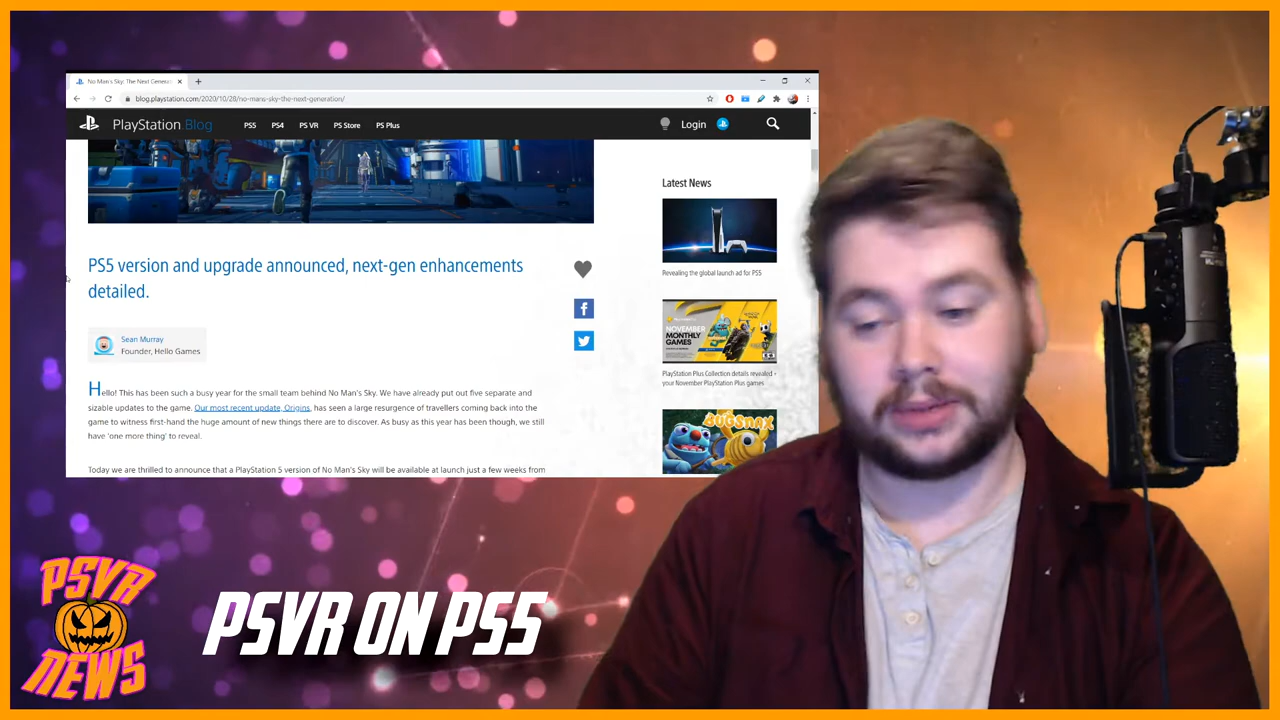 No Man's Sky: The Next Genera
blog.playstation.com/2020/10/28/no-mans-sky-the-next-generation/
PlayStation.Blog
PS5 PS4 PS VR PS Store PS Plus
Login
PS5 version and upgrade announced, next-gen enhancements
detailed.
Sean Murray
Founder, Hello Games
Hello! This has been such a busy year for the small team behind No Man's Sky. We have already put out five separate and
sizable updates to the game. Our most recent update, Origins, has seen a large resurgence of travellers coming back into the
game to witness first-hand the huge amount of new things there are to discover. As busy as this year has been though, we still
have 'one more thing' to reveal.
Today we are thrilled to announce that a PlayStation 5 version of No Man's Sky will be available at launch just a few weeks from
Latest News
Revealing the global launch ad for PS5
NOVEMBER
MONTHLY
GAMES
PlayStation Plus Collection details revealed +
your November PlayStation Plus games
BUGSNAX
PSVR
NEWS
PSVR ON PS5